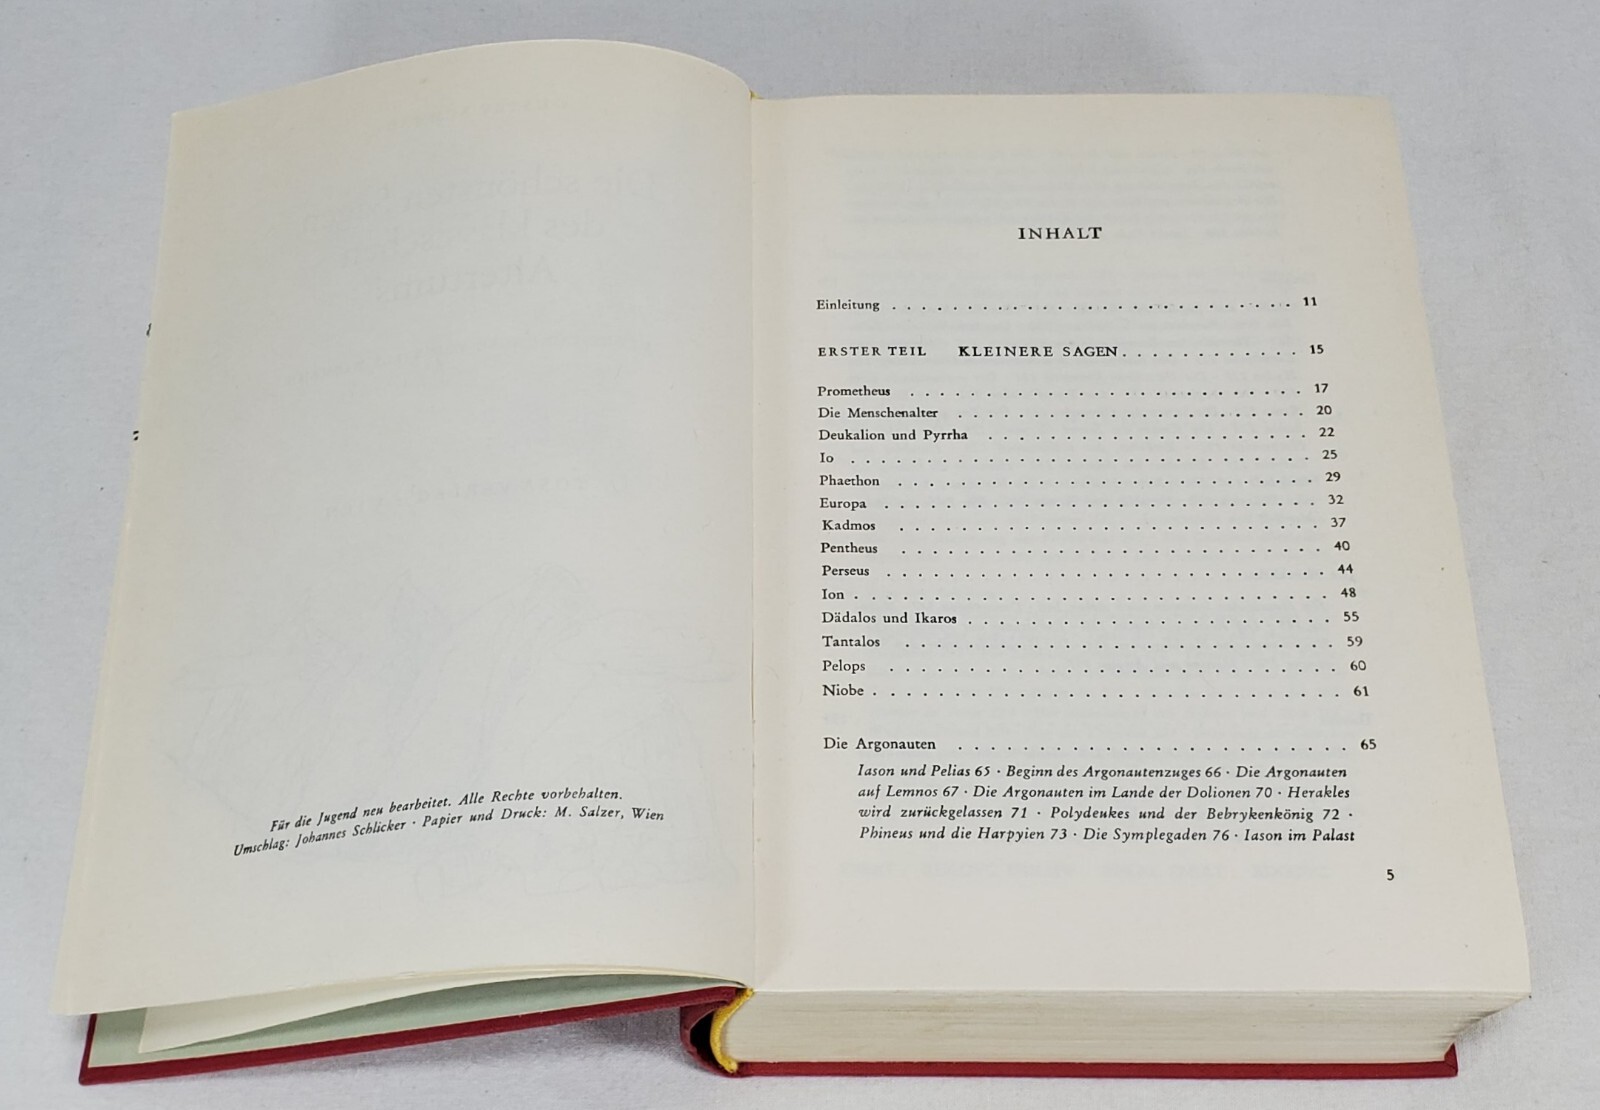 Für die Jugend neu bearbeitet. Alle Rechte vorbehalten.
Umschlag: Johannes Schlicker · Papier und Druck: M. Salzer, Wien
INHALT
Einleitung . . . . . . . . . . . . . . . . . . . . . . . . . . 11
ERSTER TEIL KLEINERE SAGEN . . . . . . . . . . . . 15
Prometheus . . . . . . . . . . . . . . . . . . . . . . . . . 17
Die Menschenalter . . . . . . . . . . . . . . . . . . . . . . 20
Deukalion und Pyrrha . . . . . . . . . . . . . . . . . . . . . 22
Io . . . . . . . . . . . . . . . . . . . . . . . . . . . . . 25
Phaethon . . . . . . . . . . . . . . . . . . . . . . . . . . . 29
Europa . . . . . . . . . . . . . . . . . . . . . . . . . . . . 32
Kadmos . . . . . . . . . . . . . . . . . . . . . . . . . . . 37
Pentheus . . . . . . . . . . . . . . . . . . . . . . . . . . . 40
Perseus . . . . . . . . . . . . . . . . . . . . . . . . . . . . 44
Ion . . . . . . . . . . . . . . . . . . . . . . . . . . . . . . 48
Dädalos und Ikaros . . . . . . . . . . . . . . . . . . . . . . . 55
Tantalos . . . . . . . . . . . . . . . . . . . . . . . . . . . 59
Pelops . . . . . . . . . . . . . . . . . . . . . . . . . . . . 60
Niobe . . . . . . . . . . . . . . . . . . . . . . . . . . . . . 61
Die Argonauten . . . . . . . . . . . . . . . . . . . . . . . . . 65
Iason und Pelias 65 · Beginn des Argonautenzuges 66 · Die Argonauten
auf Lemnos 67 · Die Argonauten im Lande der Dolionen 70 · Herakles
wird zurückgelassen 71 · Polydeukes und der Bebrykenkönig 72 ·
Phineus und die Harpyien 73 · Die Symplegaden 76 · Iason im Palast
5